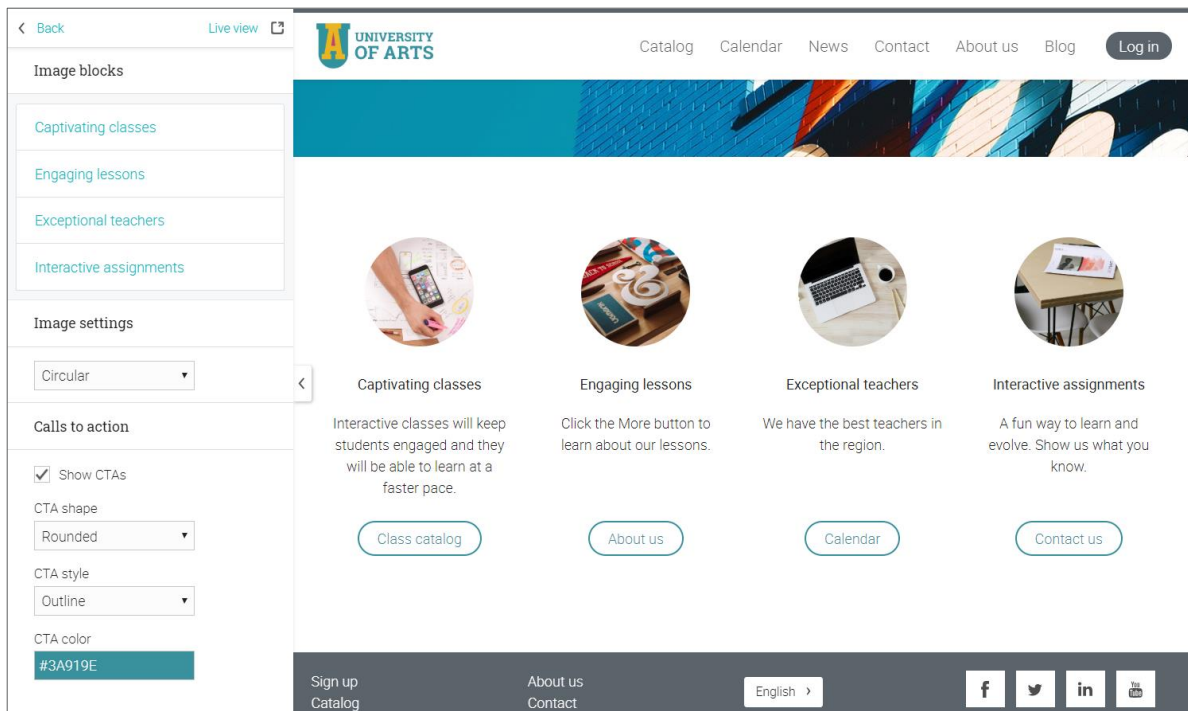 Back
Live view
Image blocks
Captivating classes
Engaging lessons
Exceptional teachers
Interactive assignments
Image settings
Circular
Calls to action
Show CTAs
CTA shape
Rounded
CTA style
Outline
CTA color
#3A919E
UNIVERSITY
OF ARTS
Catalog
Calendar
News
Contact
About us
Blog
Log in
Captivating classes
Interactive classes will keep
students engaged and they
will be able to learn at a
faster pace.
Class catalog
Engaging lessons
Click the More button to
learn about our lessons.
About us
Exceptional teachers
We have the best teachers in
the region.
Calendar
Interactive assignments
A fun way to learn and
evolve. Show us what you
know.
Contact us
Sign up
Catalog
About us
Contact
English
f
in
You
Tube